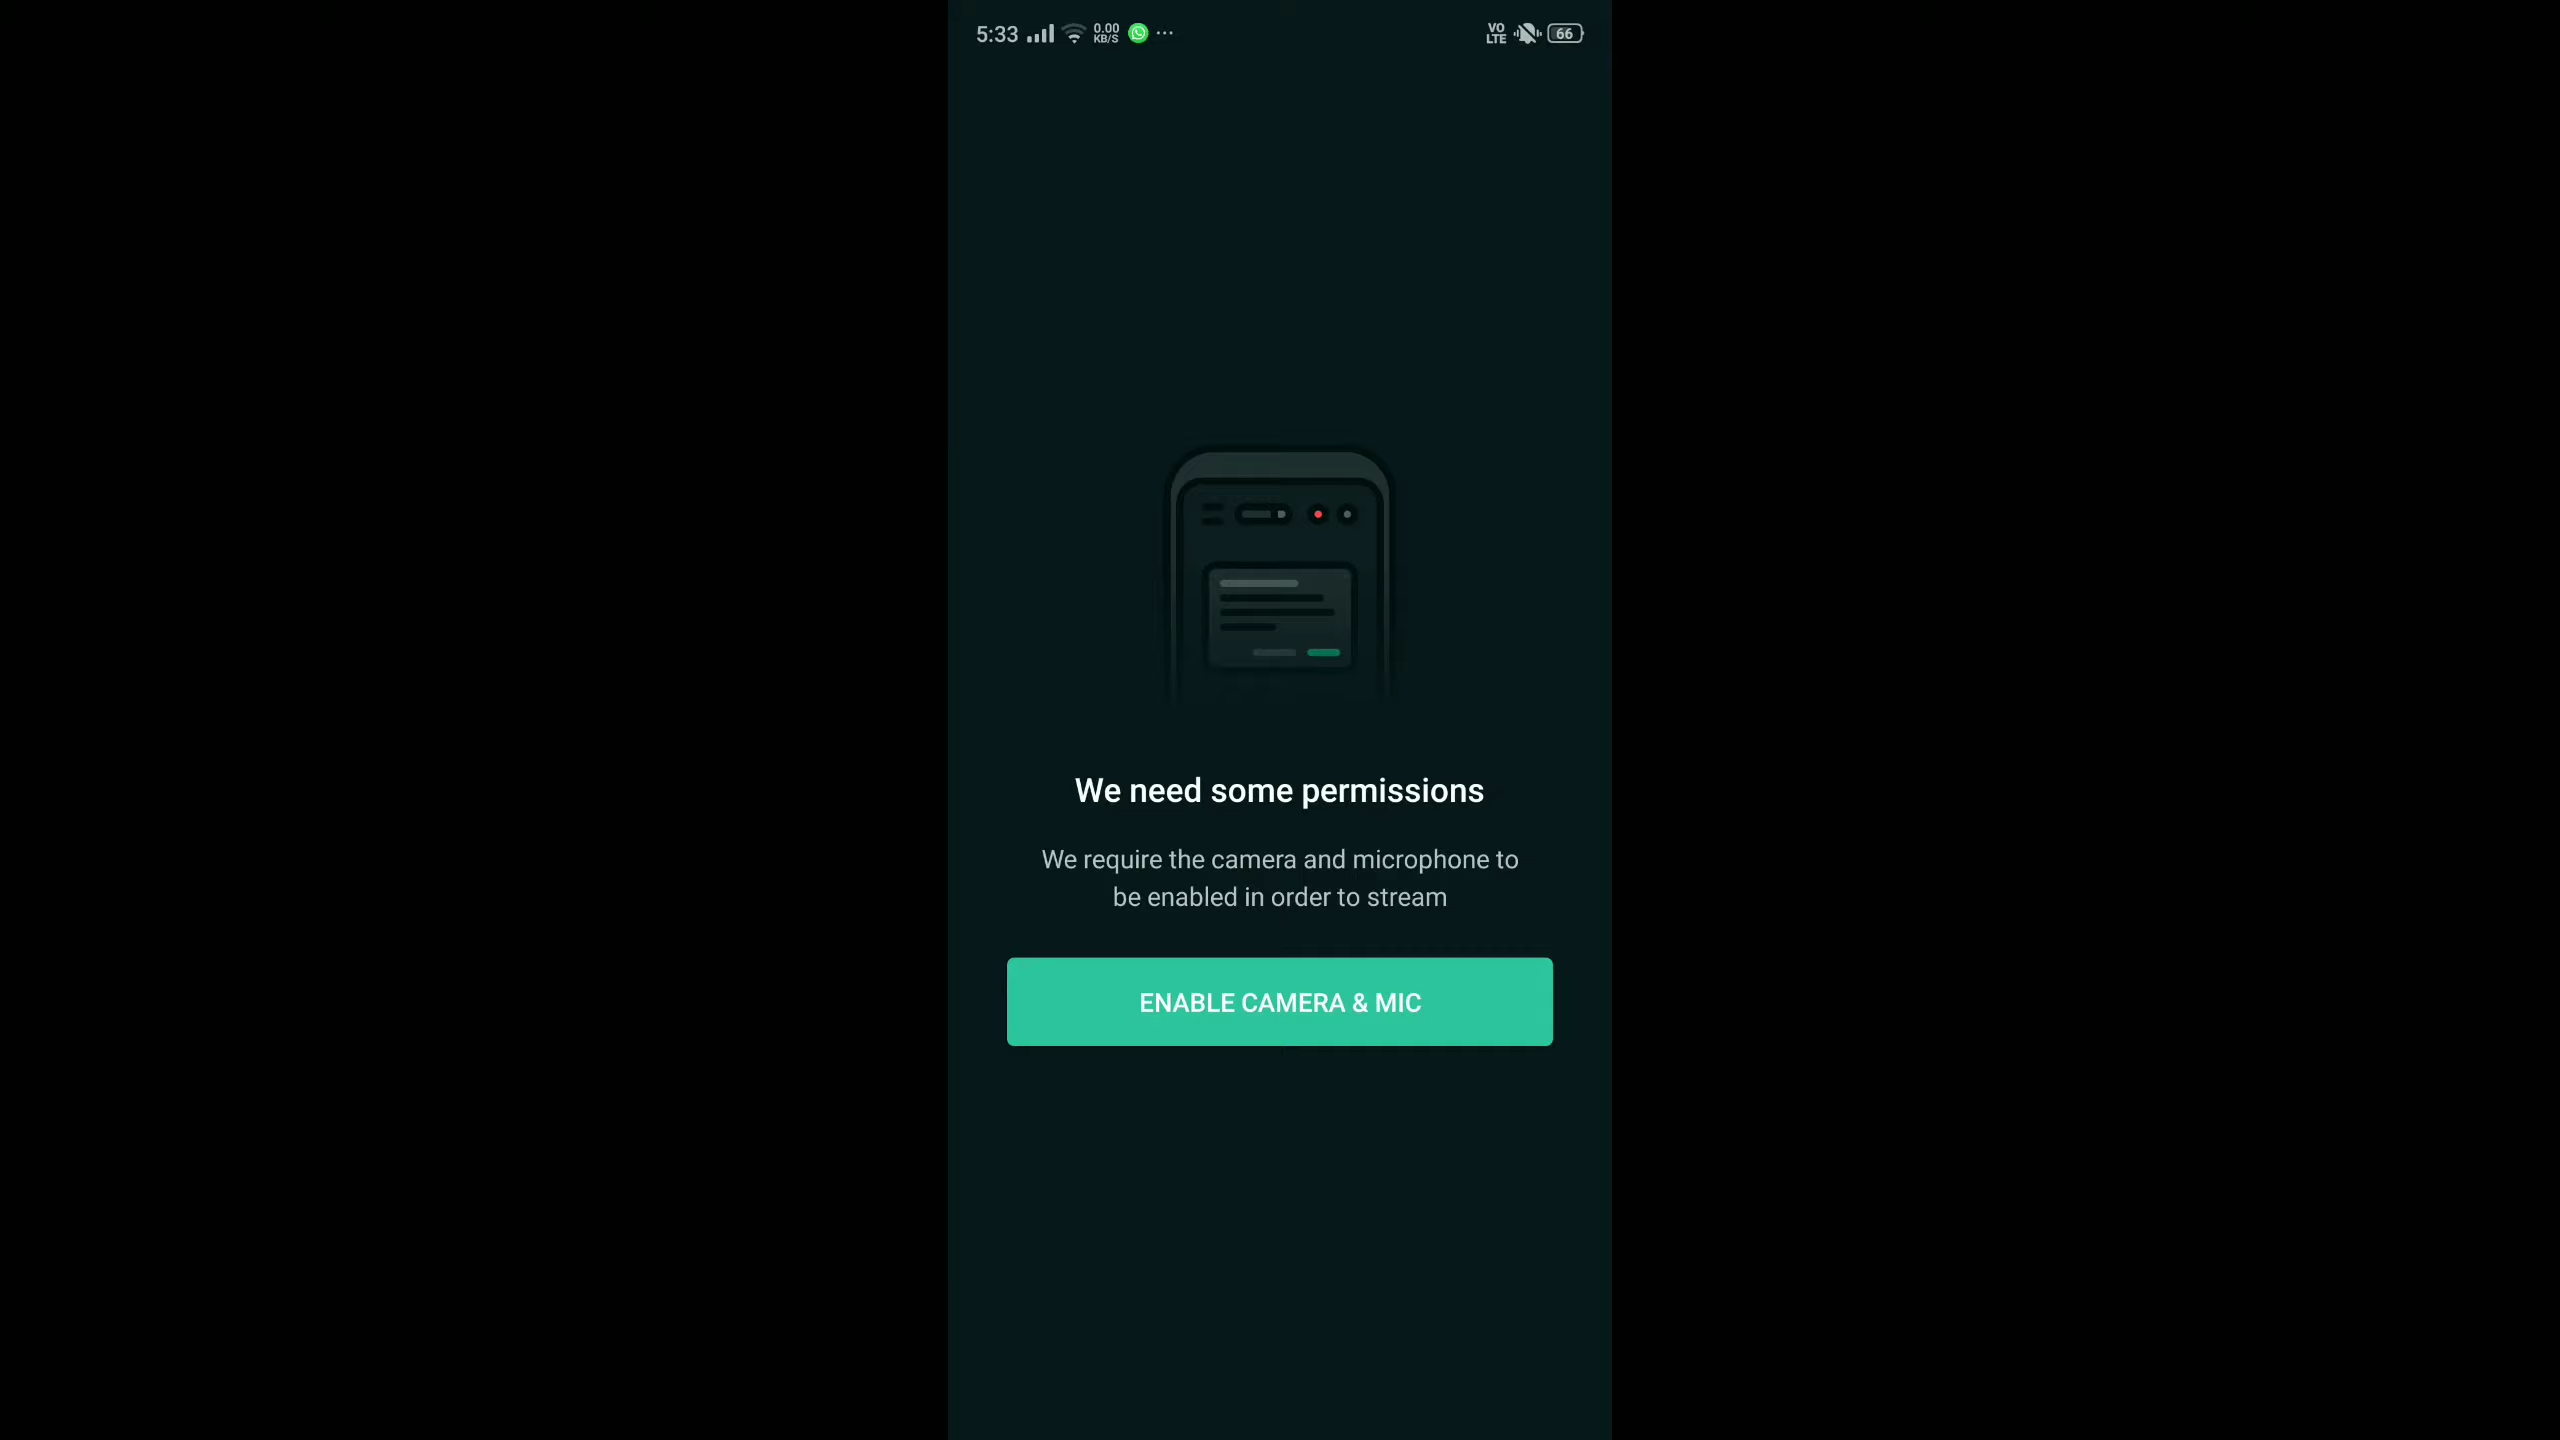 5:33 0.00 KB/S ... VO LTE 66
We need some permissions
We require the camera and microphone to
be enabled in order to stream
ENABLE CAMERA & MIC